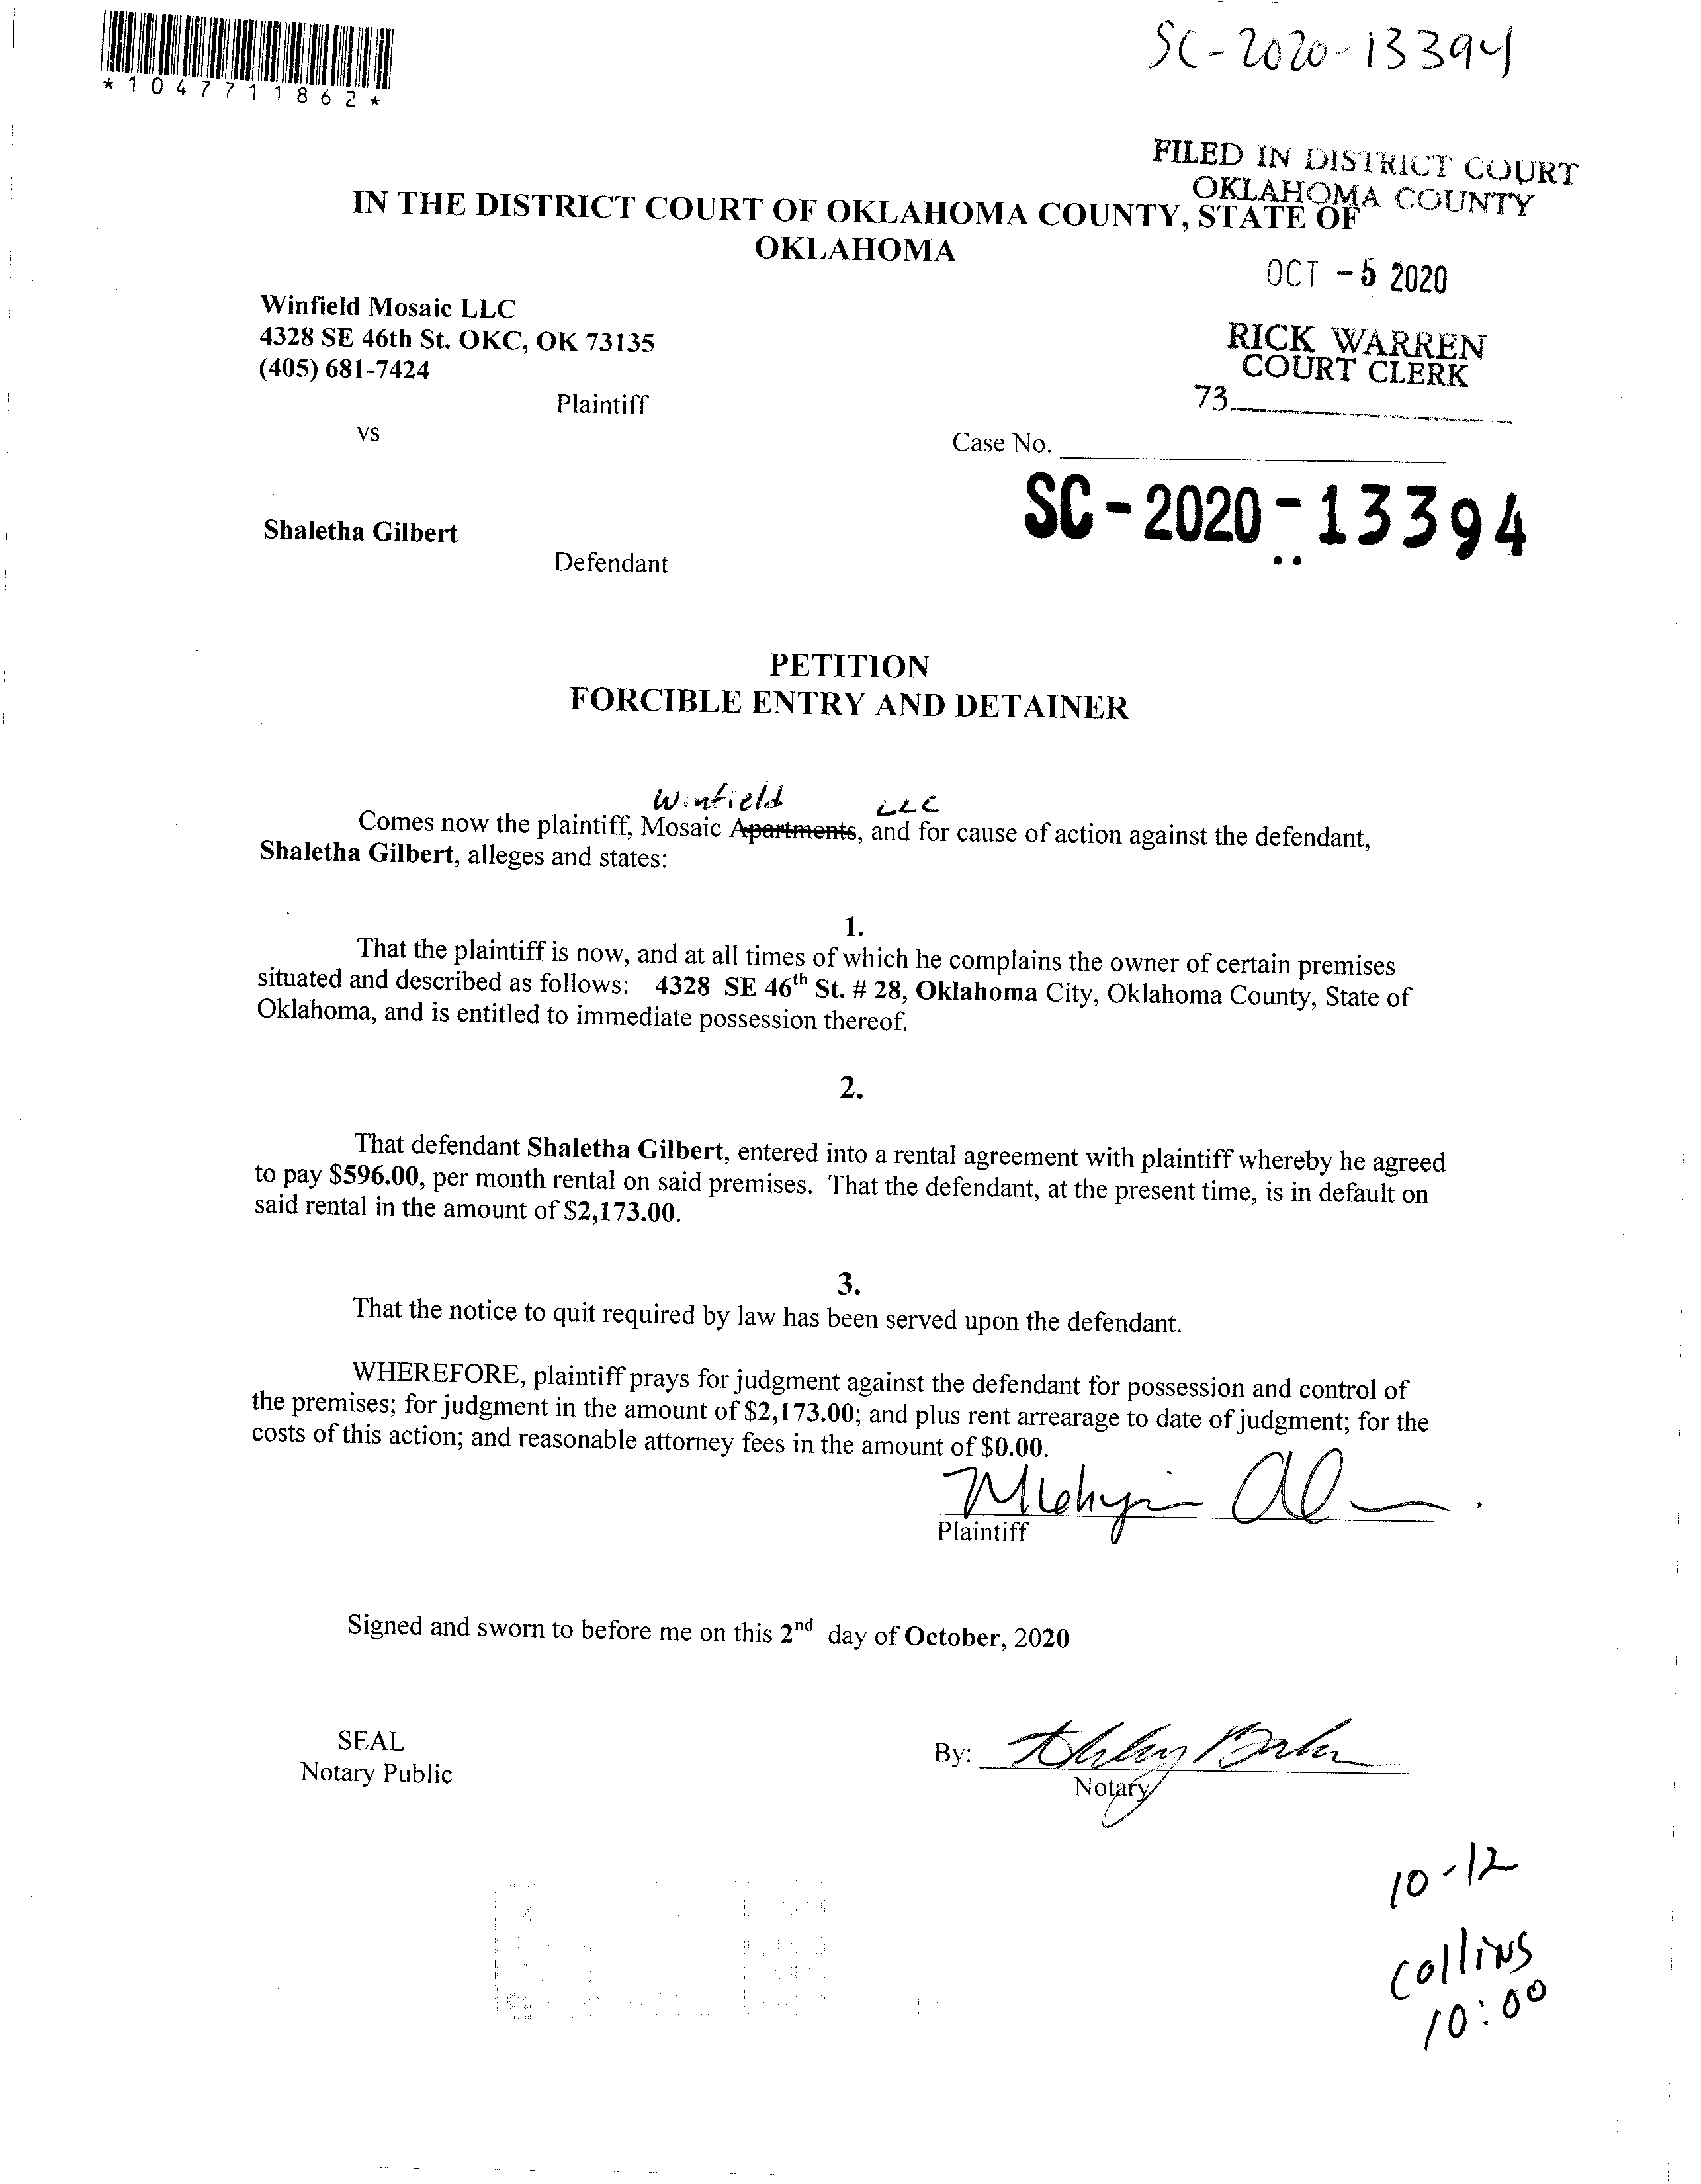 *1047711862*
SC-2020-13394
FILED IN DISTRICT COURT
OKLAHOMA COUNTY
IN THE DISTRICT COURT OF OKLAHOMA COUNTY, STATE OF
OKLAHOMA
OCT -5 2020
Winfield Mosaic LLC
4328 SE 46th St. OKC, OK 73135
(405) 681-7424
RICK WARREN
COURT CLERK
73
Plaintiff
vs
Case No.
SC-2020-13394
Shaletha Gilbert
Defendant
PETITION
FORCIBLE ENTRY AND DETAINER
Winfield LLC
Comes now the plaintiff, Mosaic Apartments, and for cause of action against the defendant,
Shaletha Gilbert, alleges and states:
1.
That the plaintiff is now, and at all times of which he complains the owner of certain premises
situated and described as follows: 4328 SE 46th St. # 28, Oklahoma City, Oklahoma County, State of
Oklahoma, and is entitled to immediate possession thereof.
2.
That defendant Shaletha Gilbert, entered into a rental agreement with plaintiff whereby he agreed
to pay $596.00, per month rental on said premises. That the defendant, at the present time, is in default on
said rental in the amount of $2,173.00.
3.
That the notice to quit required by law has been served upon the defendant.
WHEREFORE, plaintiff prays for judgment against the defendant for possession and control of
the premises; for judgment in the amount of $2,173.00; and plus rent arrearage to date of judgment; for the
costs of this action; and reasonable attorney fees in the amount of $0.00.
Plaintiff
Signed and sworn to before me on this 2nd day of October, 2020
SEAL
Notary Public
By:
Notary
10-12
Collins
10:00